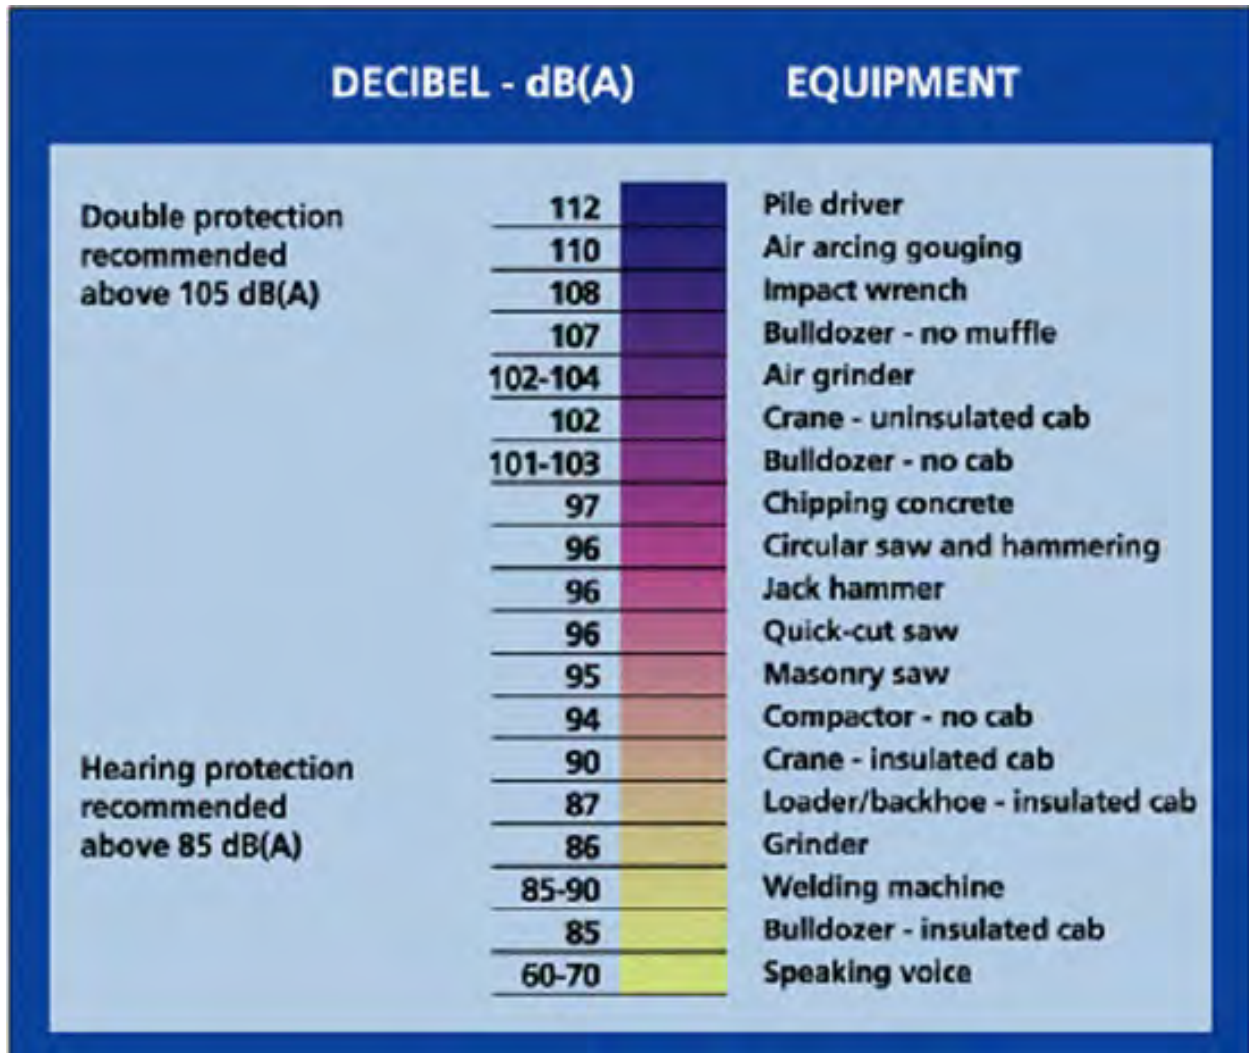 DECIBEL - dB(A) EQUIPMENT
Double protection
recommended
above 105 dB(A)
112 Pile driver
110 Air arcing gouging
108 Impact wrench
107 Bulldozer - no muffle
102-104 Air grinder
102 Crane - uninsulated cab
101-103 Bulldozer - no cab
97 Chipping concrete
96 Circular saw and hammering
96 Jack hammer
96 Quick-cut saw
95 Masonry saw
94 Compactor - no cab
Hearing protection
recommended
above 85 dB(A)
90 Crane - insulated cab
87 Loader/backhoe - insulated cab
86 Grinder
85-90 Welding machine
85 Bulldozer - insulated cab
60-70 Speaking voice